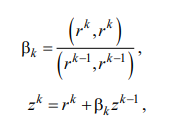 β_k = (r^k, r^k) / (r^{k-1}, r^{k-1}),
z^k = r^k + β_k z^{k-1},